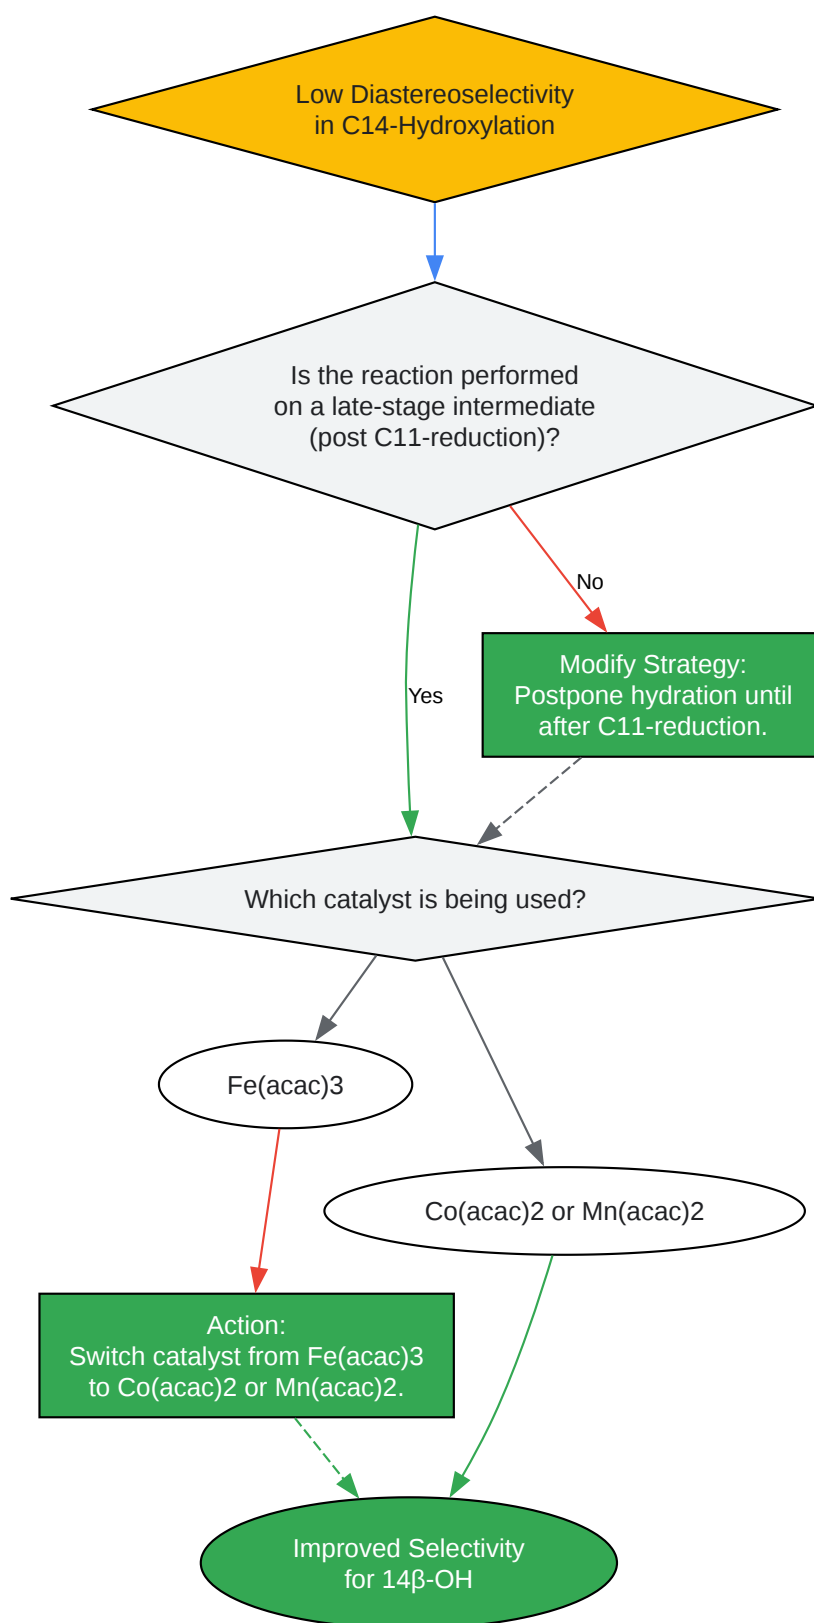 Low Diastereoselectivity
in C14-Hydroxylation
Is the reaction performed
on a late-stage intermediate
(post C11-reduction)?
No
Modify Strategy:
Postpone hydration until
after C11-reduction.
Yes
Which catalyst is being used?
Fe(acac)3
Co(acac)2 or Mn(acac)2
Action:
Switch catalyst from Fe(acac)3
to Co(acac)2 or Mn(acac)2.
Improved Selectivity
for 14β-OH